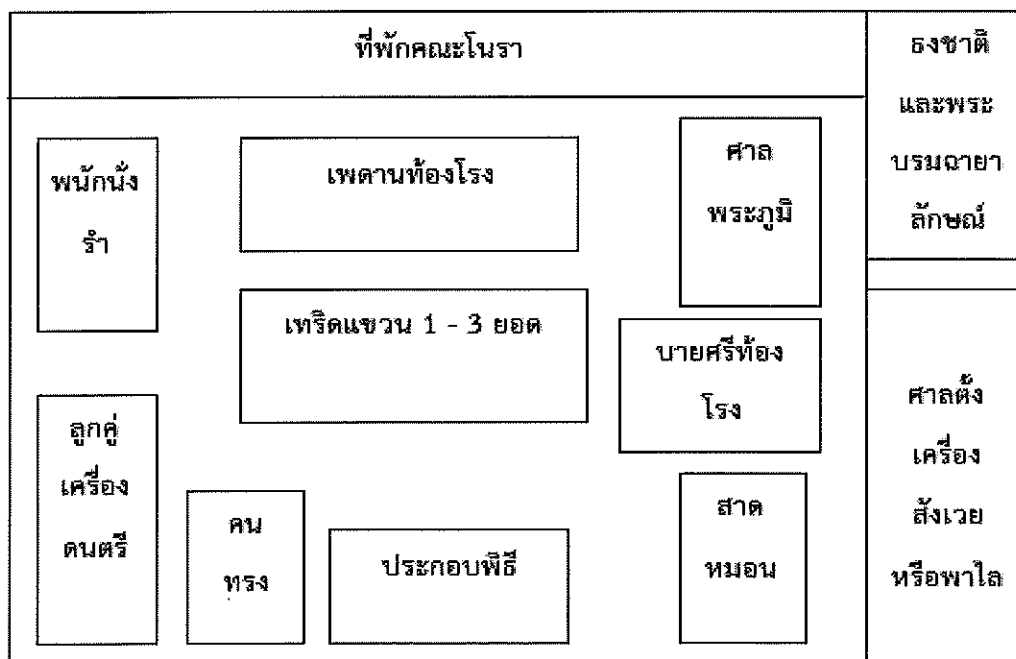 ที่พักคณะโนรา
ธงชาติ
และพระ
บรมฉายา
ลักษณ์
พนักนั่ง
รำ
เพดานท้องโรง
ศาล
พระภูมิ
เทริดแขวน 1 - 3 ยอด
บายศรีท้อง
โรง
ลูกคู่
เครื่อง
ดนตรี
คน
ทรง
ประกอบพิธี
สาด
หมอน
ศาลตั้ง
เครื่อง
สังเวย
หรือพาไล